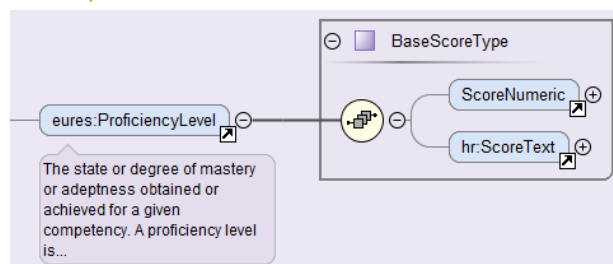 BaseScoreType
ScoreNumeric
eures:ProficiencyLevel
hr:ScoreText
The state or degree of mastery
or adeptness obtained or
achieved for a given
competency. A proficiency level
is...